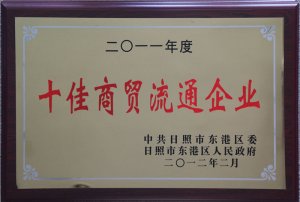 二〇一一年度
十佳商贸流通企业
中共日照市东港区委
日照市东港区人民政府
二〇一二年二月